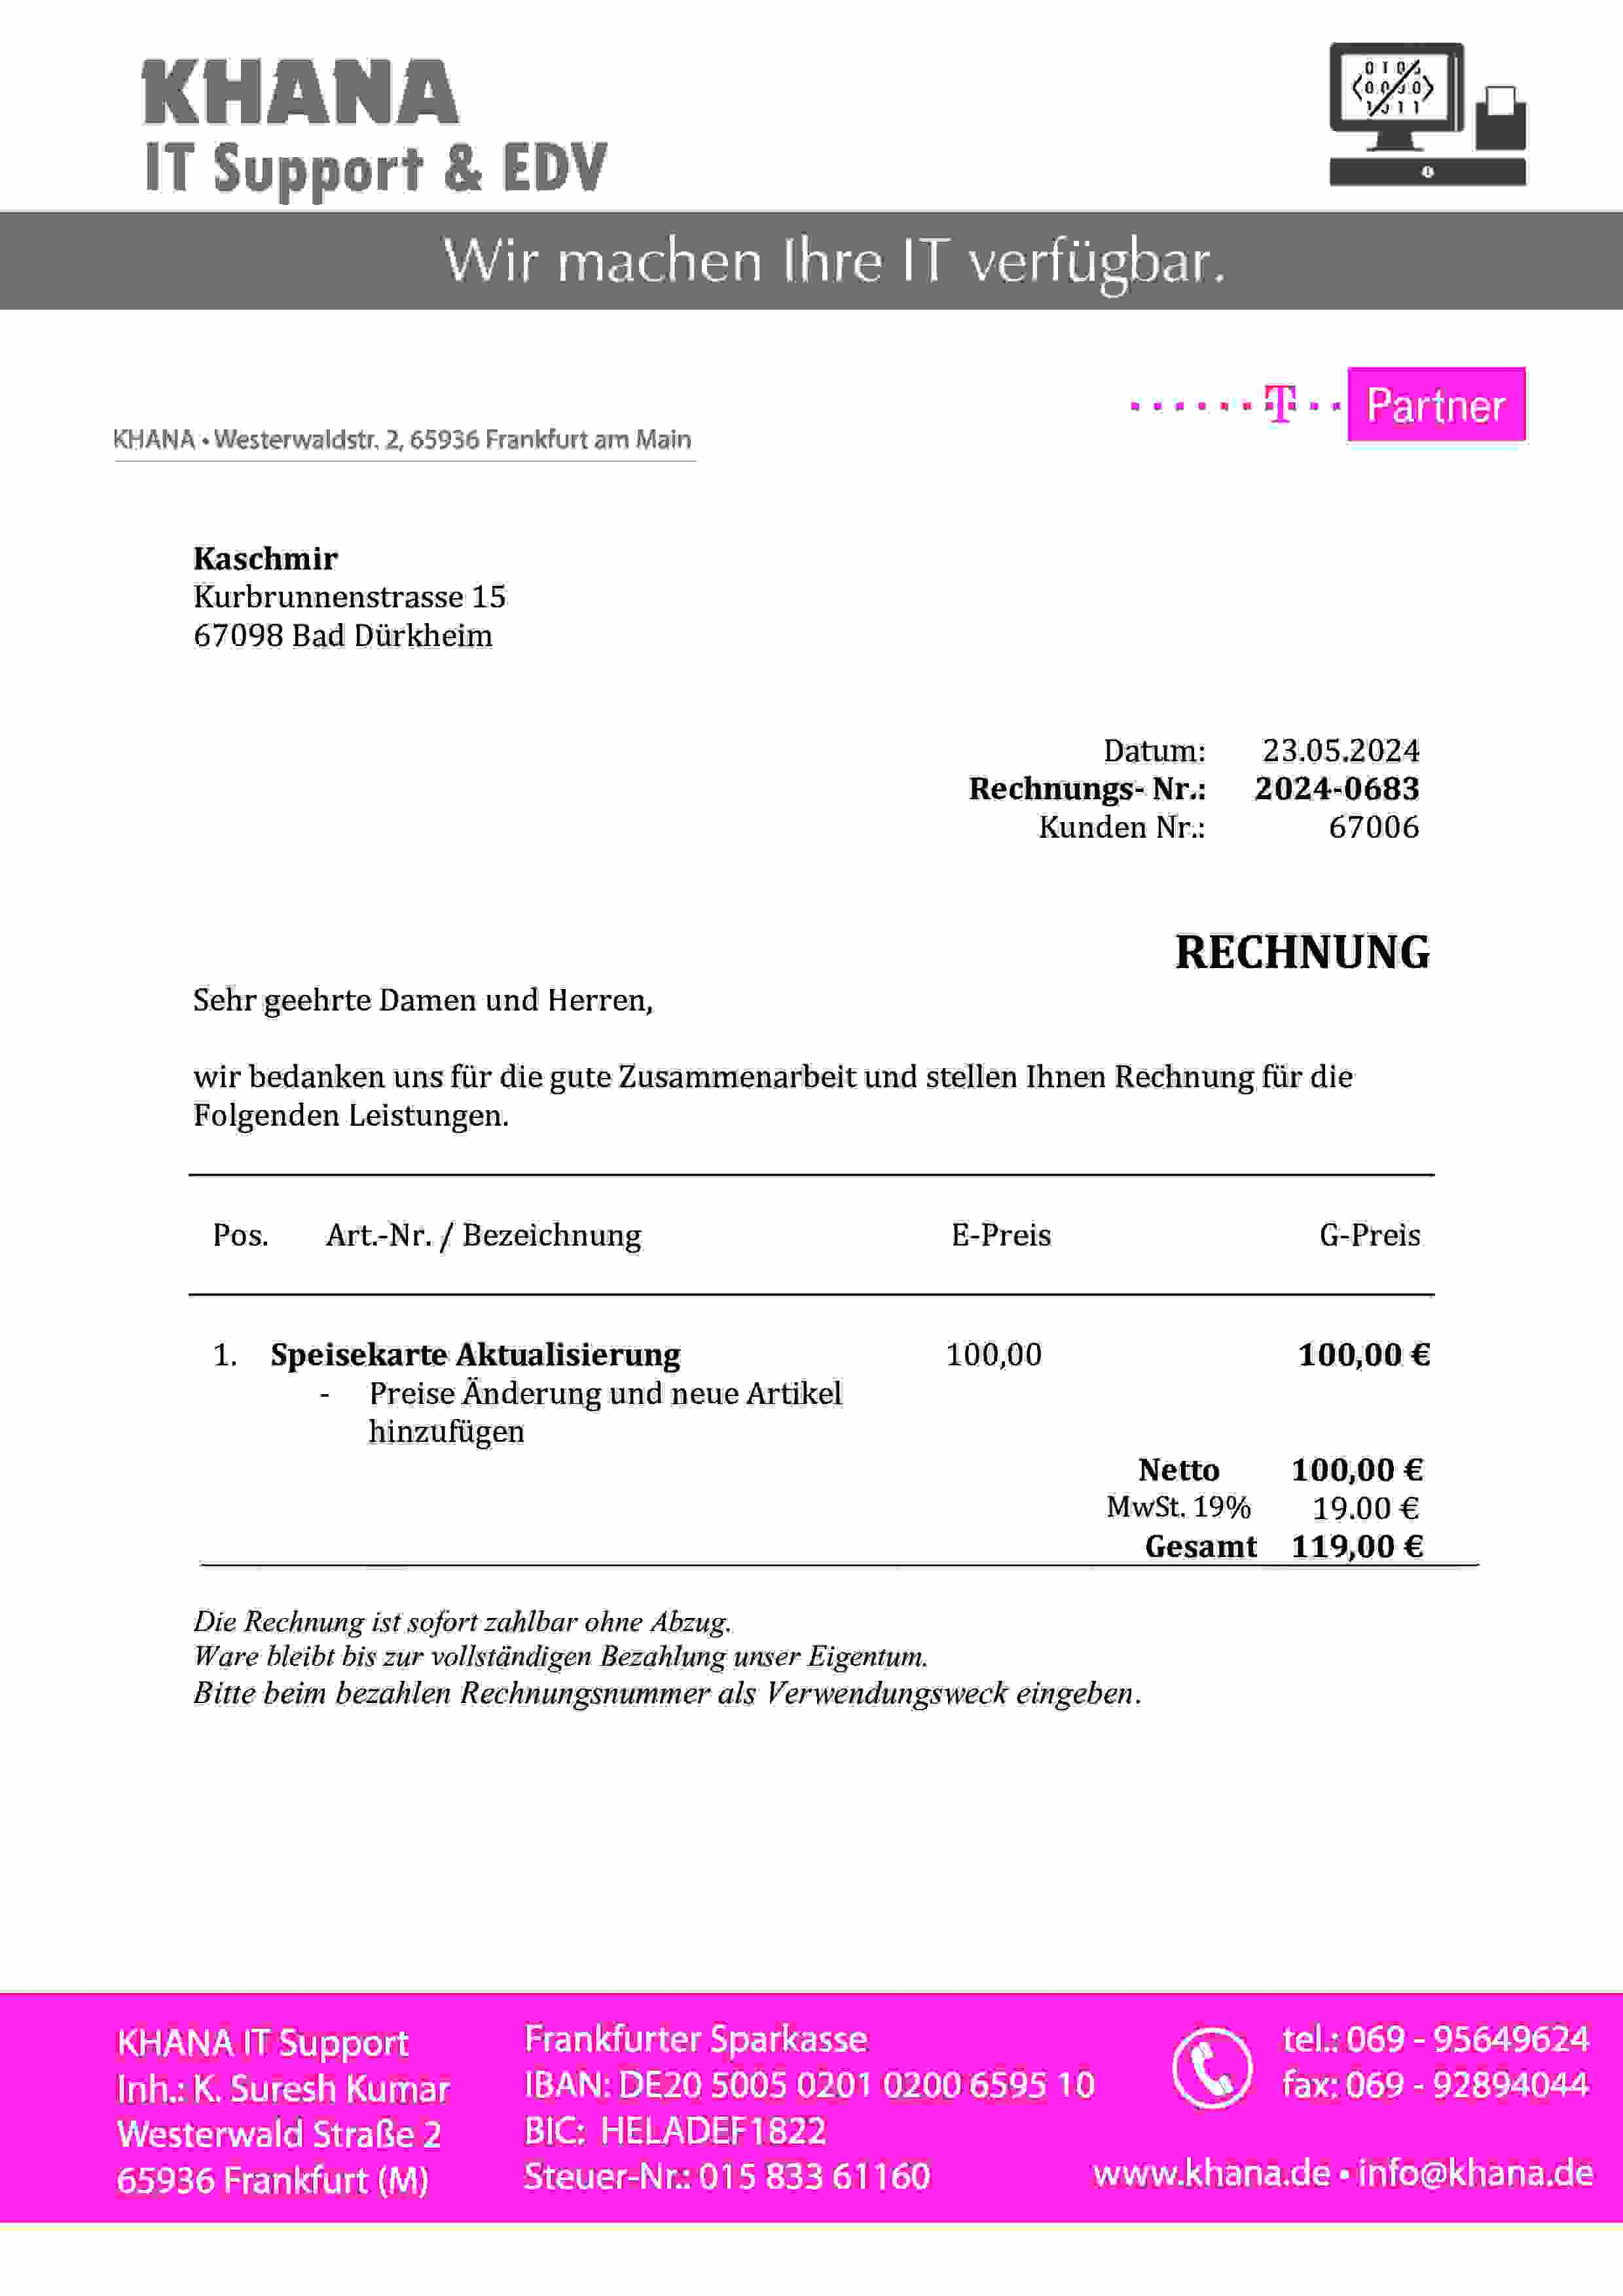 KHANA
IT Support & EDV
Wir machen Ihre IT verfügbar.
T Partner
KHANA • Westerwaldstr. 2, 65936 Frankfurt am Main
Kaschmir
Kurbrunnenstrasse 15
67098 Bad Dürkheim
Datum: 23.05.2024
Rechnungs- Nr.: 2024-0683
Kunden Nr.: 67006
RECHNUNG
Sehr geehrte Damen und Herren,
wir bedanken uns für die gute Zusammenarbeit und stellen Ihnen Rechnung für die
Folgenden Leistungen.
Pos. Art.-Nr. / Bezeichnung E-Preis G-Preis
1. Speisekarte Aktualisierung 100,00 100,00 €
- Preise Änderung und neue Artikel
hinzufügen
Netto 100,00 €
MwSt. 19% 19.00 €
Gesamt 119,00 €
Die Rechnung ist sofort zahlbar ohne Abzug.
Ware bleibt bis zur vollständigen Bezahlung unser Eigentum.
Bitte beim bezahlen Rechnungsnummer als Verwendungsweck eingeben.
KHANA IT Support
Inh.: K. Suresh Kumar
Westerwald Straße 2
65936 Frankfurt (M)
Frankfurter Sparkasse
IBAN: DE20 5005 0201 0200 6595 10
BIC: HELADEF1822
Steuer-Nr.: 015 833 61160
tel.: 069 - 95649624
fax: 069 - 92894044
www.khana.de • info@khana.de